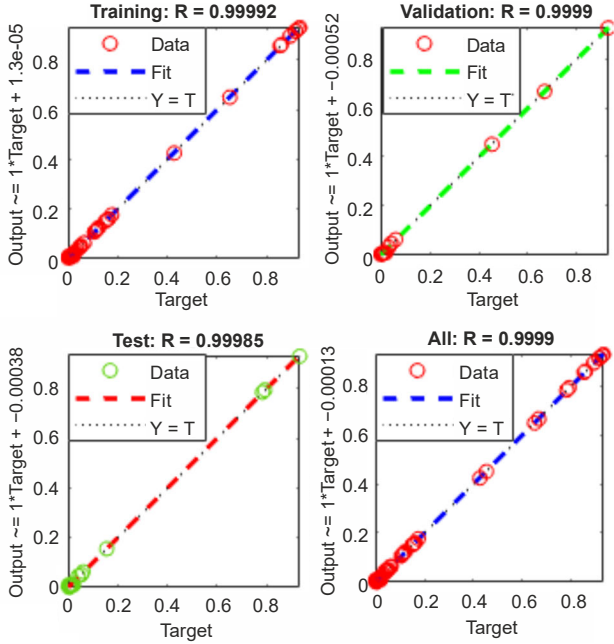 Training: R = 0.99992
Output ~= 1*Target + 1.3e-05
0.8
0.6
0.4
0.2
0
Data
Fit
Y = T
0 0.2 0.4 0.6 0.8
Target
Validation: R = 0.9999
Output ~= 1*Target + −0.00052
0.8
0.6
0.4
0.2
0
Data
Fit
Y = T
0 0.2 0.4 0.6 0.8
Target
Test: R = 0.99985
Output ~= 1*Target + −0.00038
0.8
0.6
0.4
0.2
0
Data
Fit
Y = T
0 0.2 0.4 0.6 0.8
Target
All: R = 0.9999
Output ~= 1*Target + −0.00013
0.8
0.6
0.4
0.2
0
Data
Fit
Y = T
0 0.2 0.4 0.6 0.8
Target